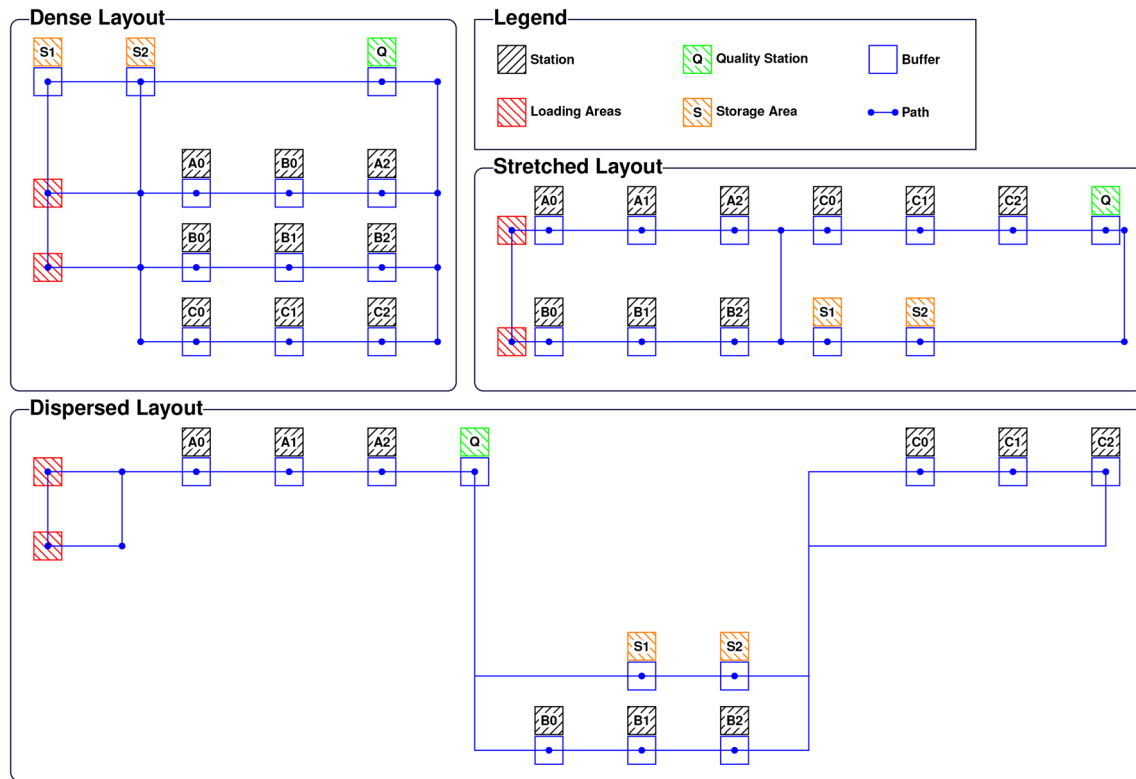 Dense Layout
S1 S2 Q
A0 B0 A2
B0 B1 B2
C0 C1 C2
Legend
Station
Q Quality Station
Buffer
Loading Areas
S Storage Area
Path
Stretched Layout
A0 A1 A2 C0 C1 C2 Q
B0 B1 B2 S1 S2
Dispersed Layout
A0 A1 A2 Q C0 C1 C2
S1 S2
B0 B1 B2